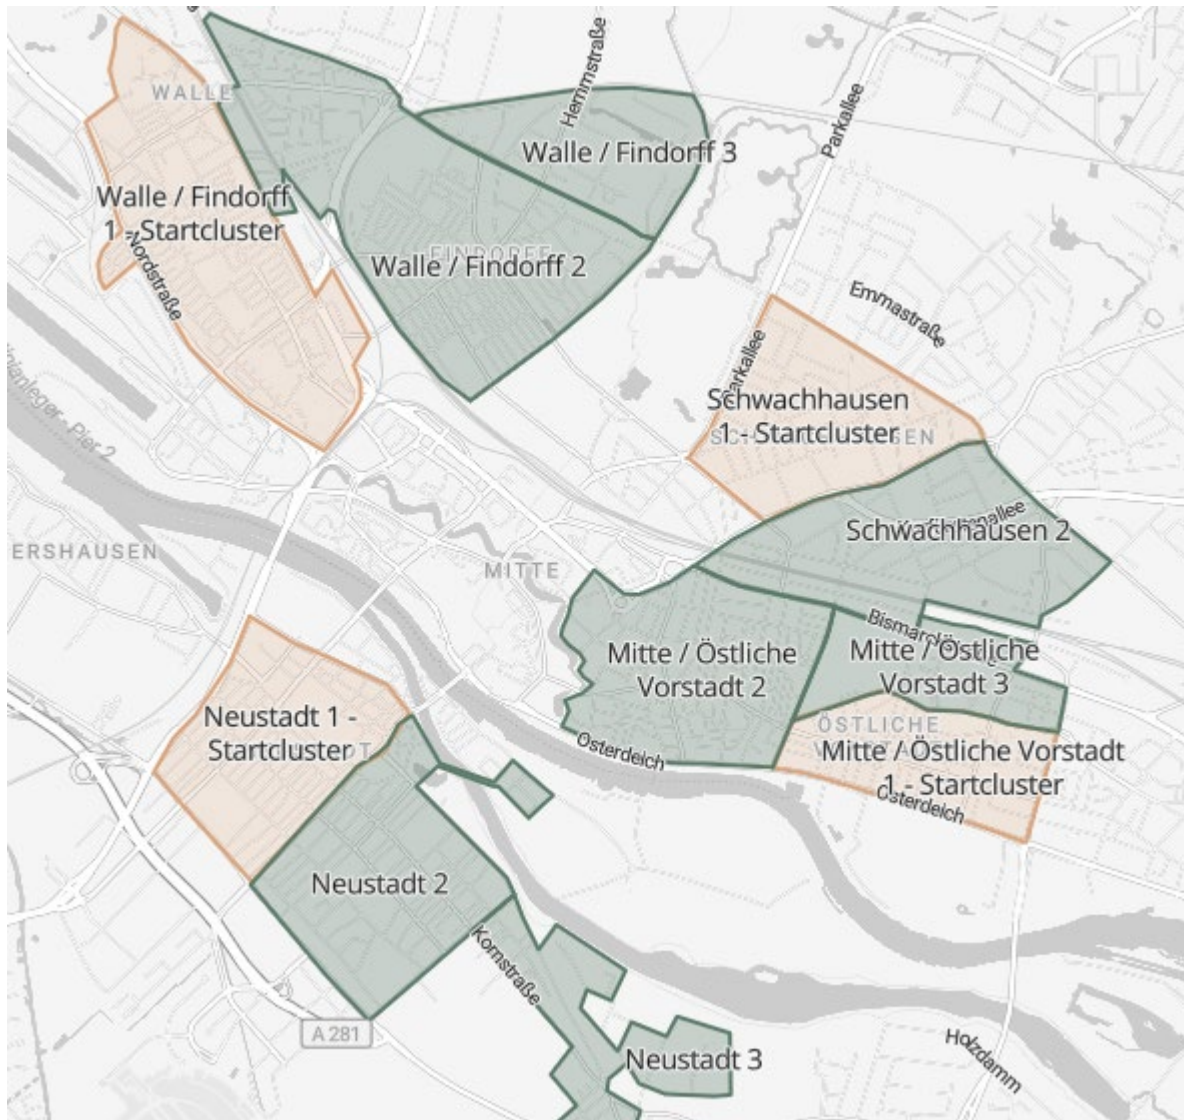 WALLE
Hemmstraße
Parkallee
Walle / Findorff 3
Walle / Findorff
1 - Startcluster
Nordstraße
FINDORFF
Walle / Findorff 2
Emmastraße
Parkallee
Schwachhausen
1 - Startcluster
Pier 2
Schwachhausen 2
ERSHAUSEN
MITTE
Mitte / Östliche
Vorstadt 2
Mitte / Östliche
Vorstadt 3
Neustadt 1 -
Startcluster
ÖSTLICHE
Mitte / Östliche Vorstadt
1 - Startcluster
Osterdeich
Osterdeich
Neustadt 2
Kornstraße
A 281
Neustadt 3
Holzdamm